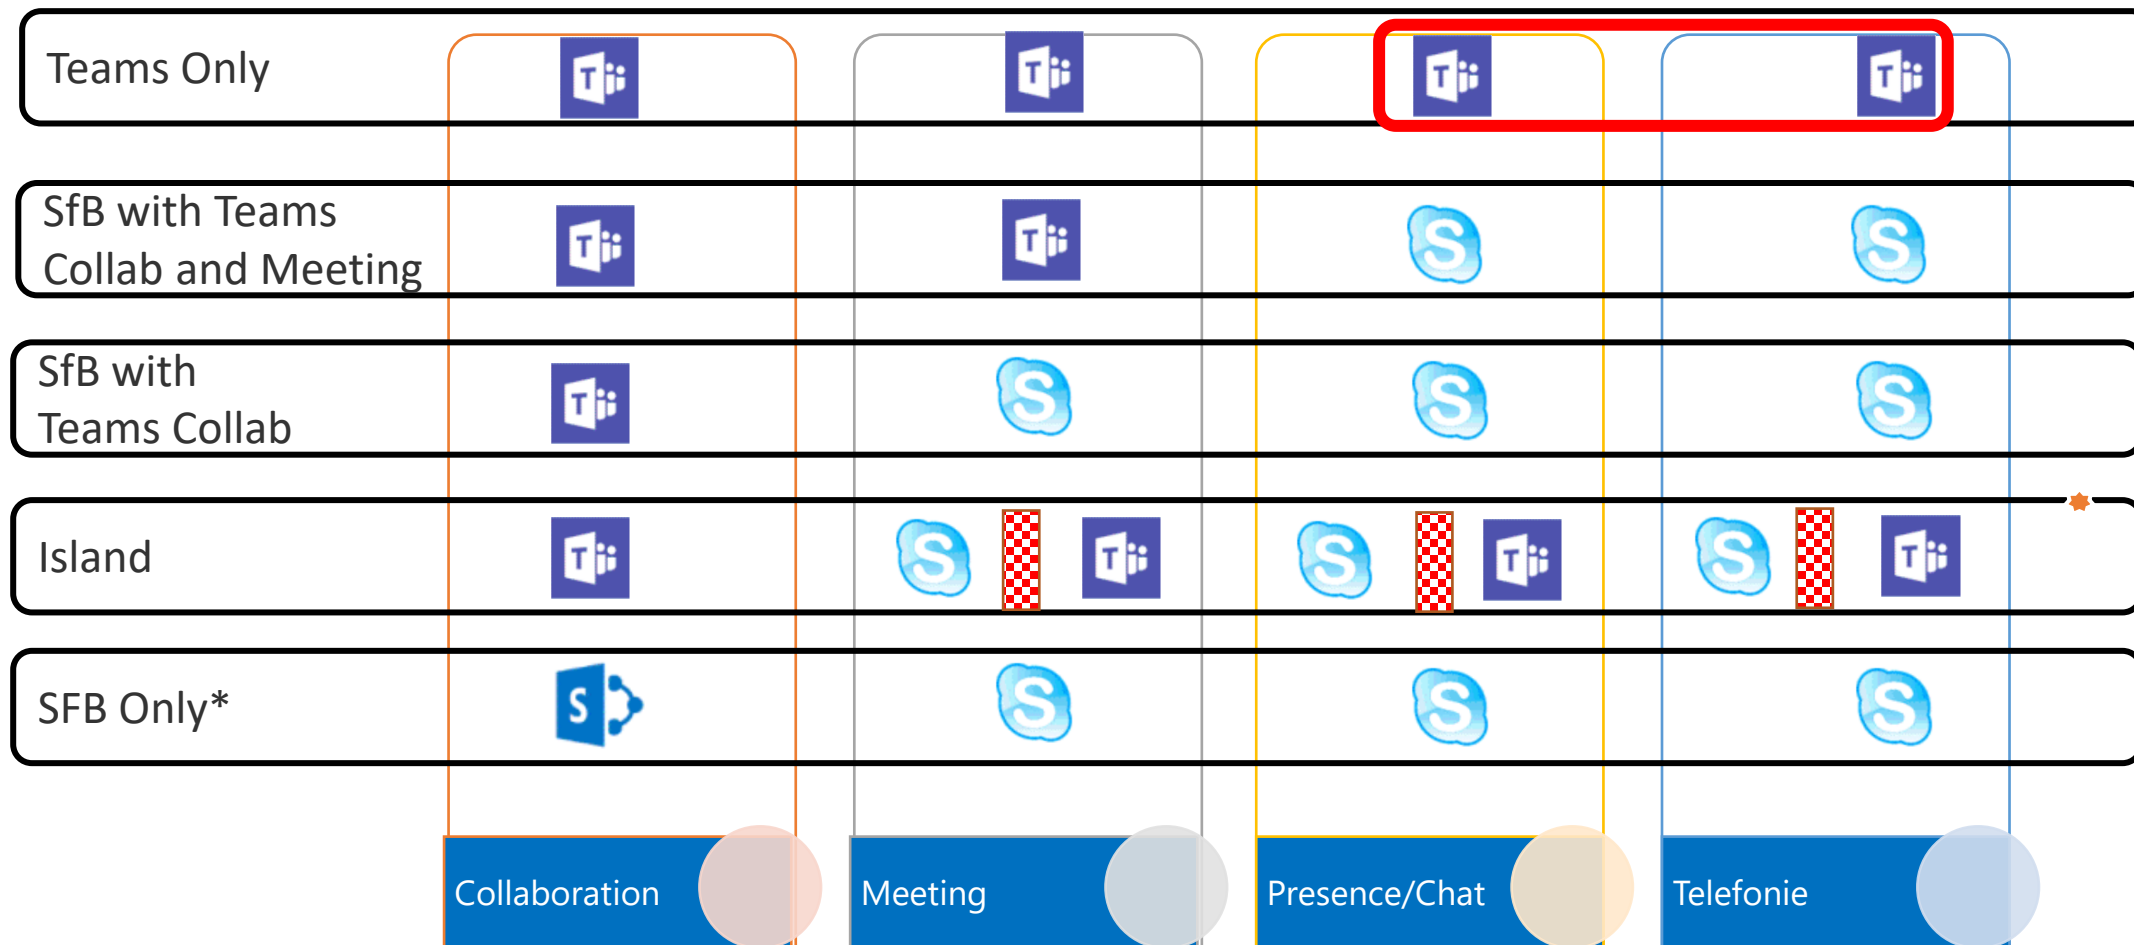 Teams Only
SfB with Teams
Collab and Meeting
SfB with
Teams Collab
Island
SFB Only*
Collaboration
Meeting
Presence/Chat
Telefonie